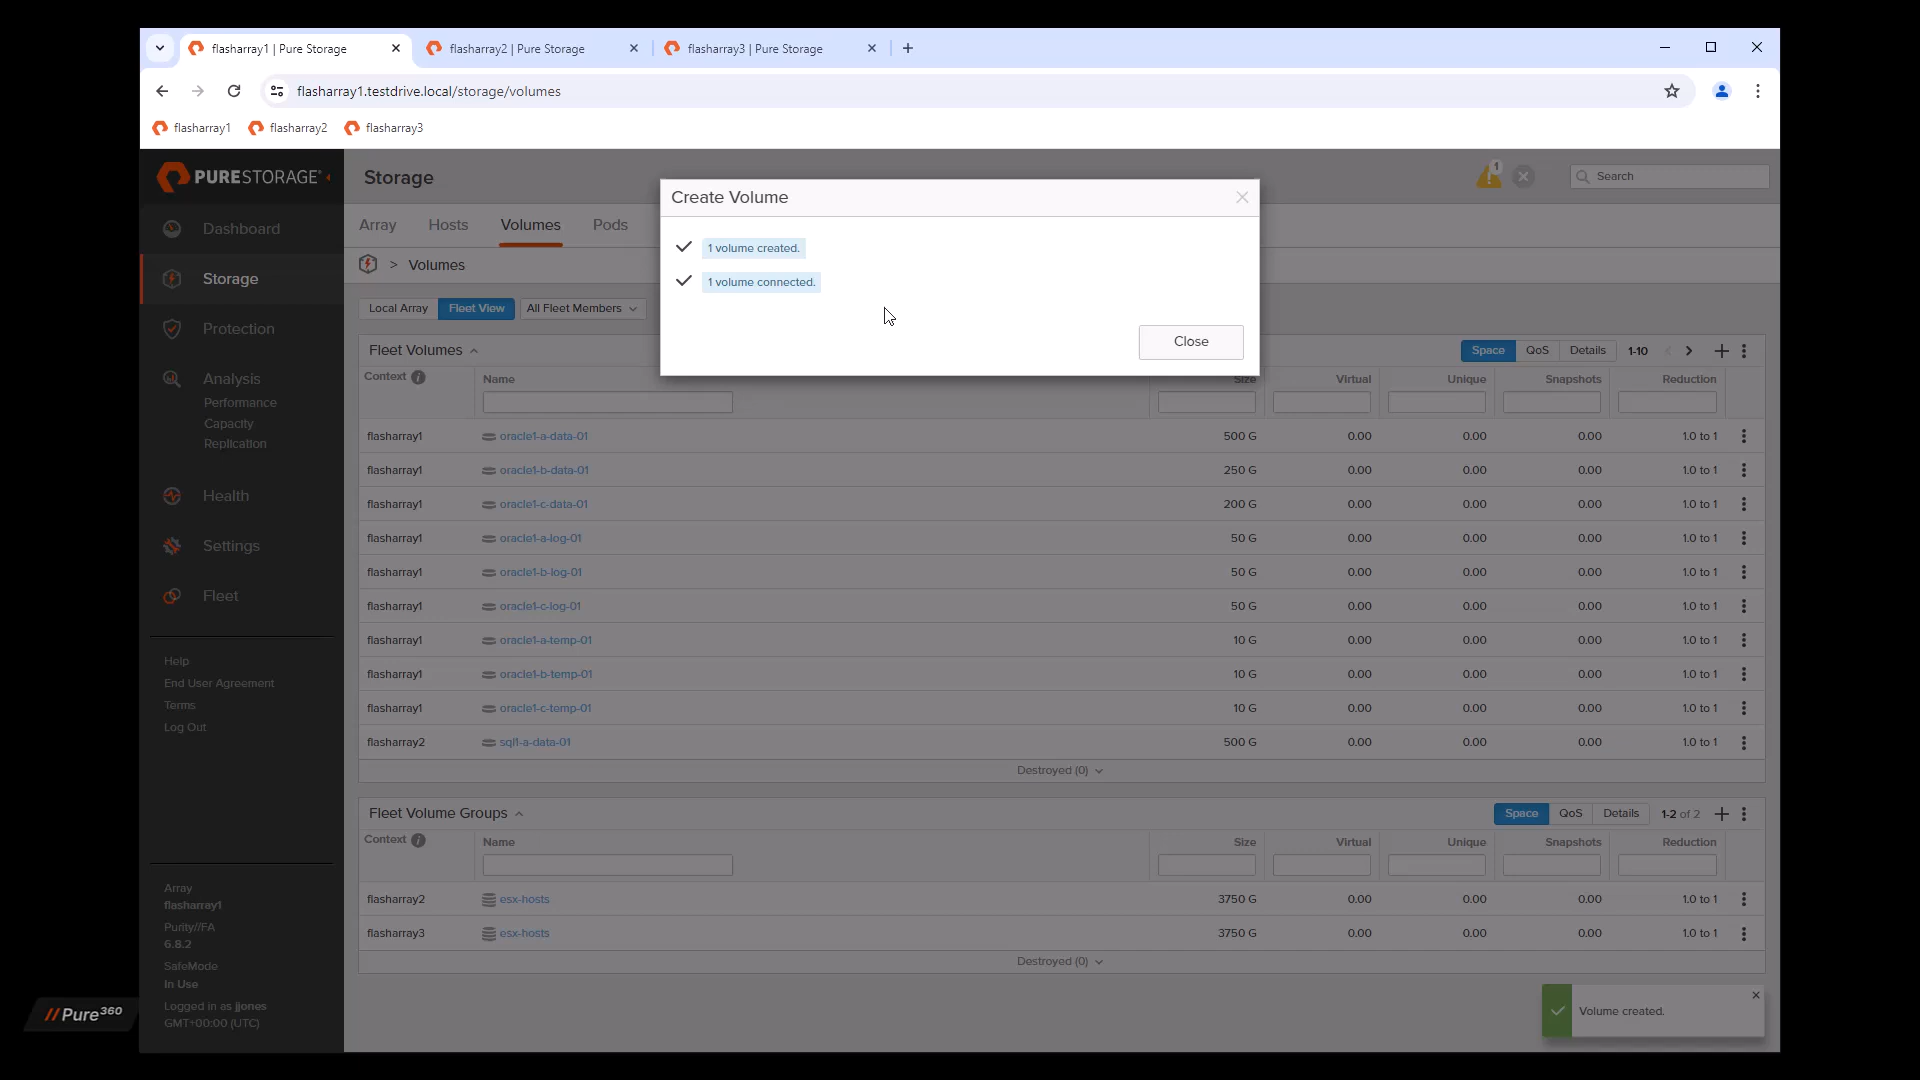 flasharray1 | Pure Storage
flasharray2 | Pure Storage
flasharray3 | Pure Storage
flasharray1.testdrive.local/storage/volumes
flasharray1
flasharray2
flasharray3
PURESTORAGE®
Storage
1
Search
Dashboard
Storage
Protection
Analysis
Performance
Capacity
Replication
Health
Settings
Fleet
Help
End User Agreement
Terms
Log Out
Array
flasharray1
Purity//FA
6.8.2
SafeMode
In Use
Logged in as jjones
GMT+00:00 (UTC)
//Pure360
Array Hosts Volumes Pods
> Volumes
Local Array Fleet View All Fleet Members
Create Volume
1 volume created.
1 volume connected.
Close
Fleet Volumes
Space QoS Details 1-10
Context Name Size Virtual Unique Snapshots Reduction
flasharray1 oracle1-a-data-01 500 G 0.00 0.00 0.00 1.0 to 1
flasharray1 oracle1-b-data-01 250 G 0.00 0.00 0.00 1.0 to 1
flasharray1 oracle1-c-data-01 200 G 0.00 0.00 0.00 1.0 to 1
flasharray1 oracle1-a-log-01 50 G 0.00 0.00 0.00 1.0 to 1
flasharray1 oracle1-b-log-01 50 G 0.00 0.00 0.00 1.0 to 1
flasharray1 oracle1-c-log-01 50 G 0.00 0.00 0.00 1.0 to 1
flasharray1 oracle1-a-temp-01 10 G 0.00 0.00 0.00 1.0 to 1
flasharray1 oracle1-b-temp-01 10 G 0.00 0.00 0.00 1.0 to 1
flasharray1 oracle1-c-temp-01 10 G 0.00 0.00 0.00 1.0 to 1
flasharray2 sql1-a-data-01 500 G 0.00 0.00 0.00 1.0 to 1
Destroyed (0)
Fleet Volume Groups
Space QoS Details 1-2 of 2
Context Name Size Virtual Unique Snapshots Reduction
flasharray2 esx-hosts 3750 G 0.00 0.00 0.00 1.0 to 1
flasharray3 esx-hosts 3750 G 0.00 0.00 0.00 1.0 to 1
Destroyed (0)
Volume created.